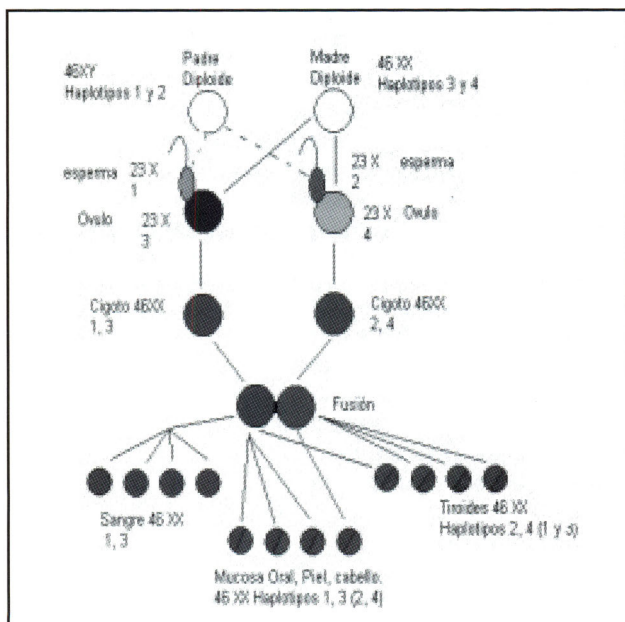 Padre
Diploide
46XY
Haplotipos 1 y 2
Madre
Diploide
46 XX
Haplotipos 3 y 4
esperma 23 X
1
23 X esperma
2
Ovulo 23 X
3
23 X Ovulo
4
Cigoto 46XX
1, 3
Cigoto 46XX
2, 4
Fusión
Sangre 46 XX
1, 3
Tiroides 46 XX
Haplotipos 2, 4 (1 y 3)
Mucosa Oral, Piel, cabello.
46 XX Haplotipos 1, 3 (2, 4)